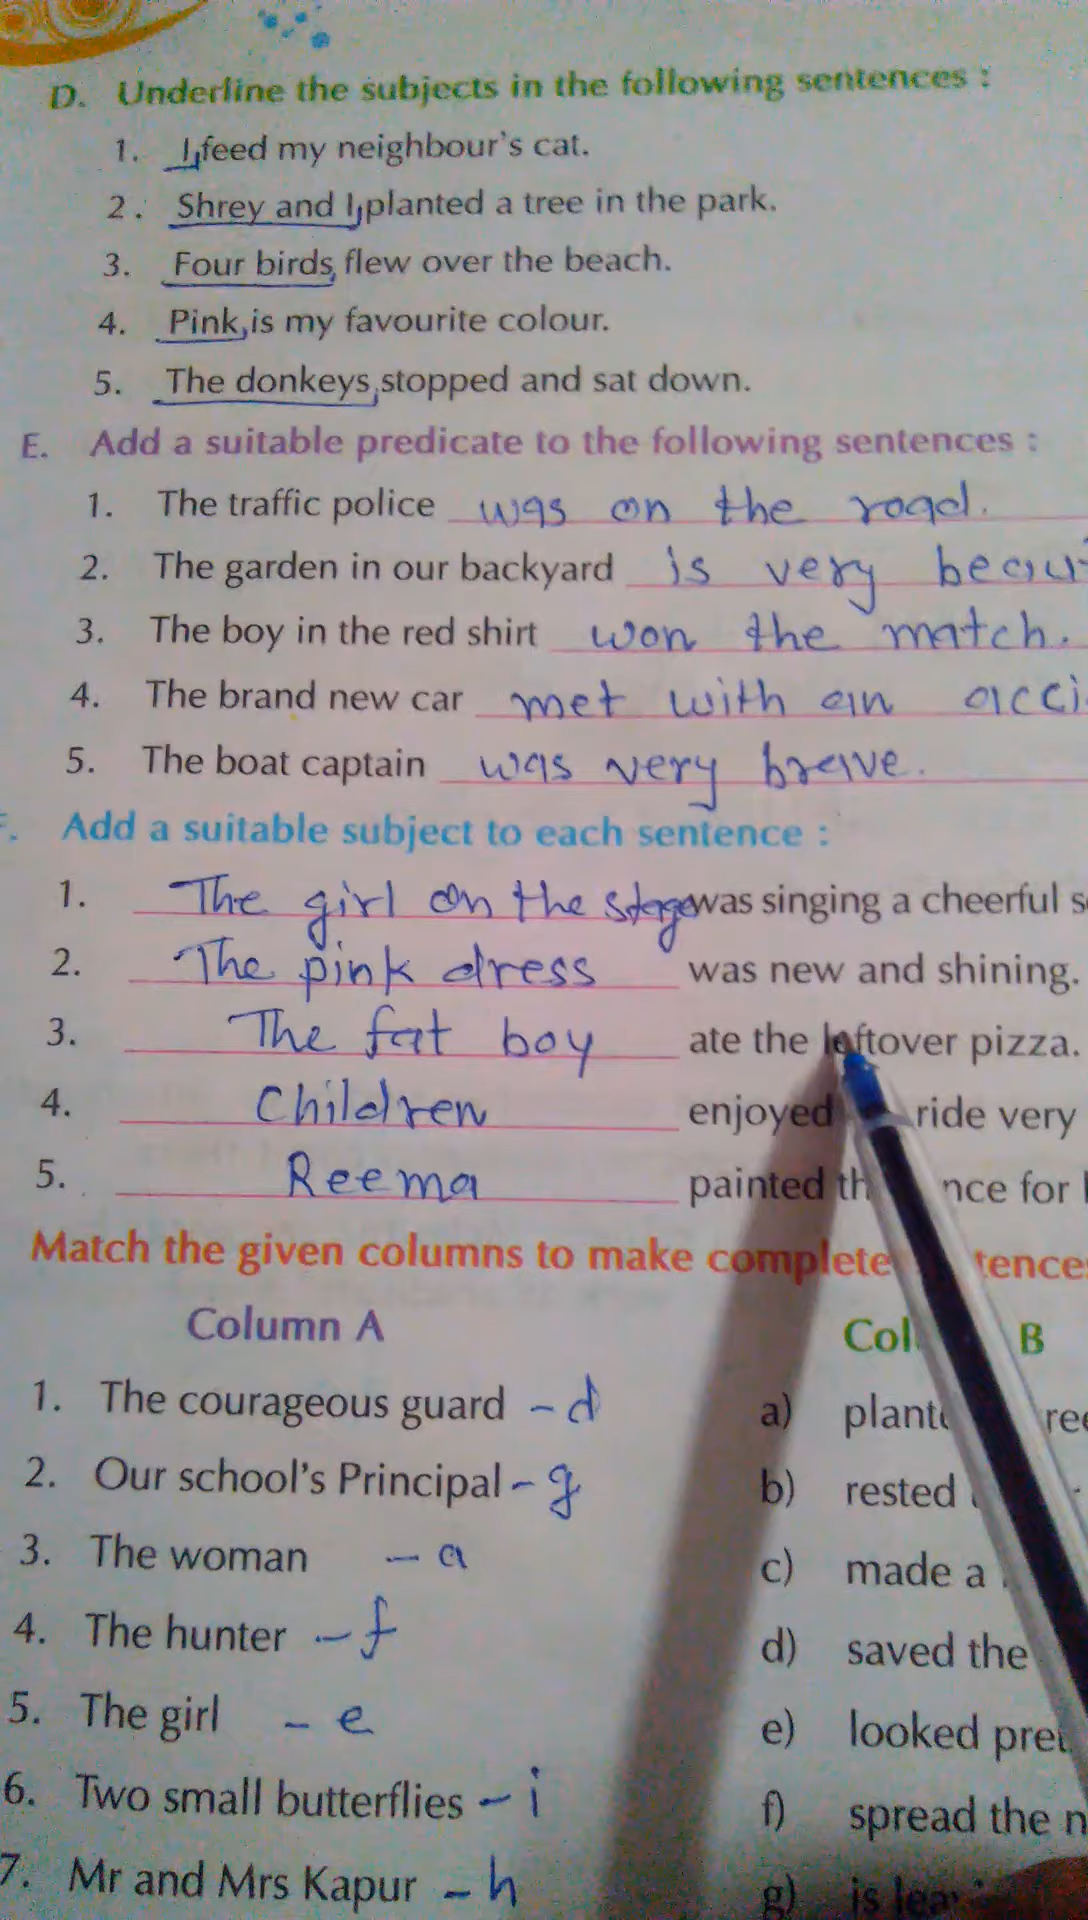 D. Underline the subjects in the following sentences :
1. I feed my neighbour's cat.
2. Shrey and I planted a tree in the park.
3. Four birds flew over the beach.
4. Pink is my favourite colour.
5. The donkeys stopped and sat down.
E. Add a suitable predicate to the following sentences :
1. The traffic police was on the road.
2. The garden in our backyard is very
3. The boy in the red shirt won the match.
4. The brand new car met with an
5. The boat captain was very brave.
Add a suitable subject to each sentence :
1. The girl on the stage was singing a cheerful
2. The pink dress was new and shining.
3. The fat boy ate the leftover pizza.
4. Children enjoyed ride very
5. Reema painted for
Match the given columns to make complete
Column A B
1. The courageous guard - d a)
2. Our school's Principal - g b) rested
3. The woman - a c) made a
4. The hunter - f d) saved the
5. The girl - e e) looked
6. Two small butterflies - i f) spread the
7. Mr and Mrs Kapur - h g) is